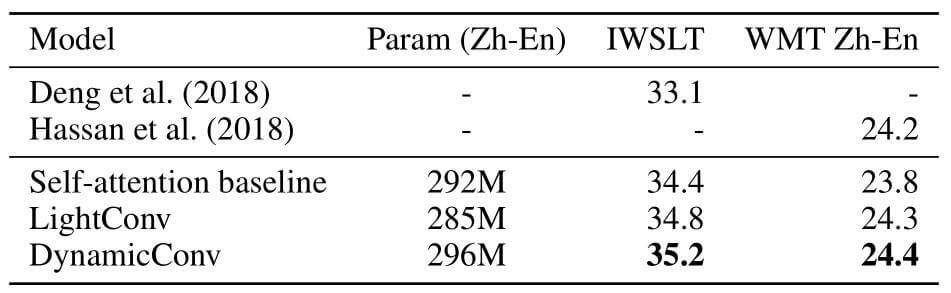 Model Param (Zh-En) IWSLT WMT Zh-En
Deng et al. (2018) - 33.1 -
Hassan et al. (2018) - - 24.2
Self-attention baseline 292M 34.4 23.8
LightConv 285M 34.8 24.3
DynamicConv 296M 35.2 24.4